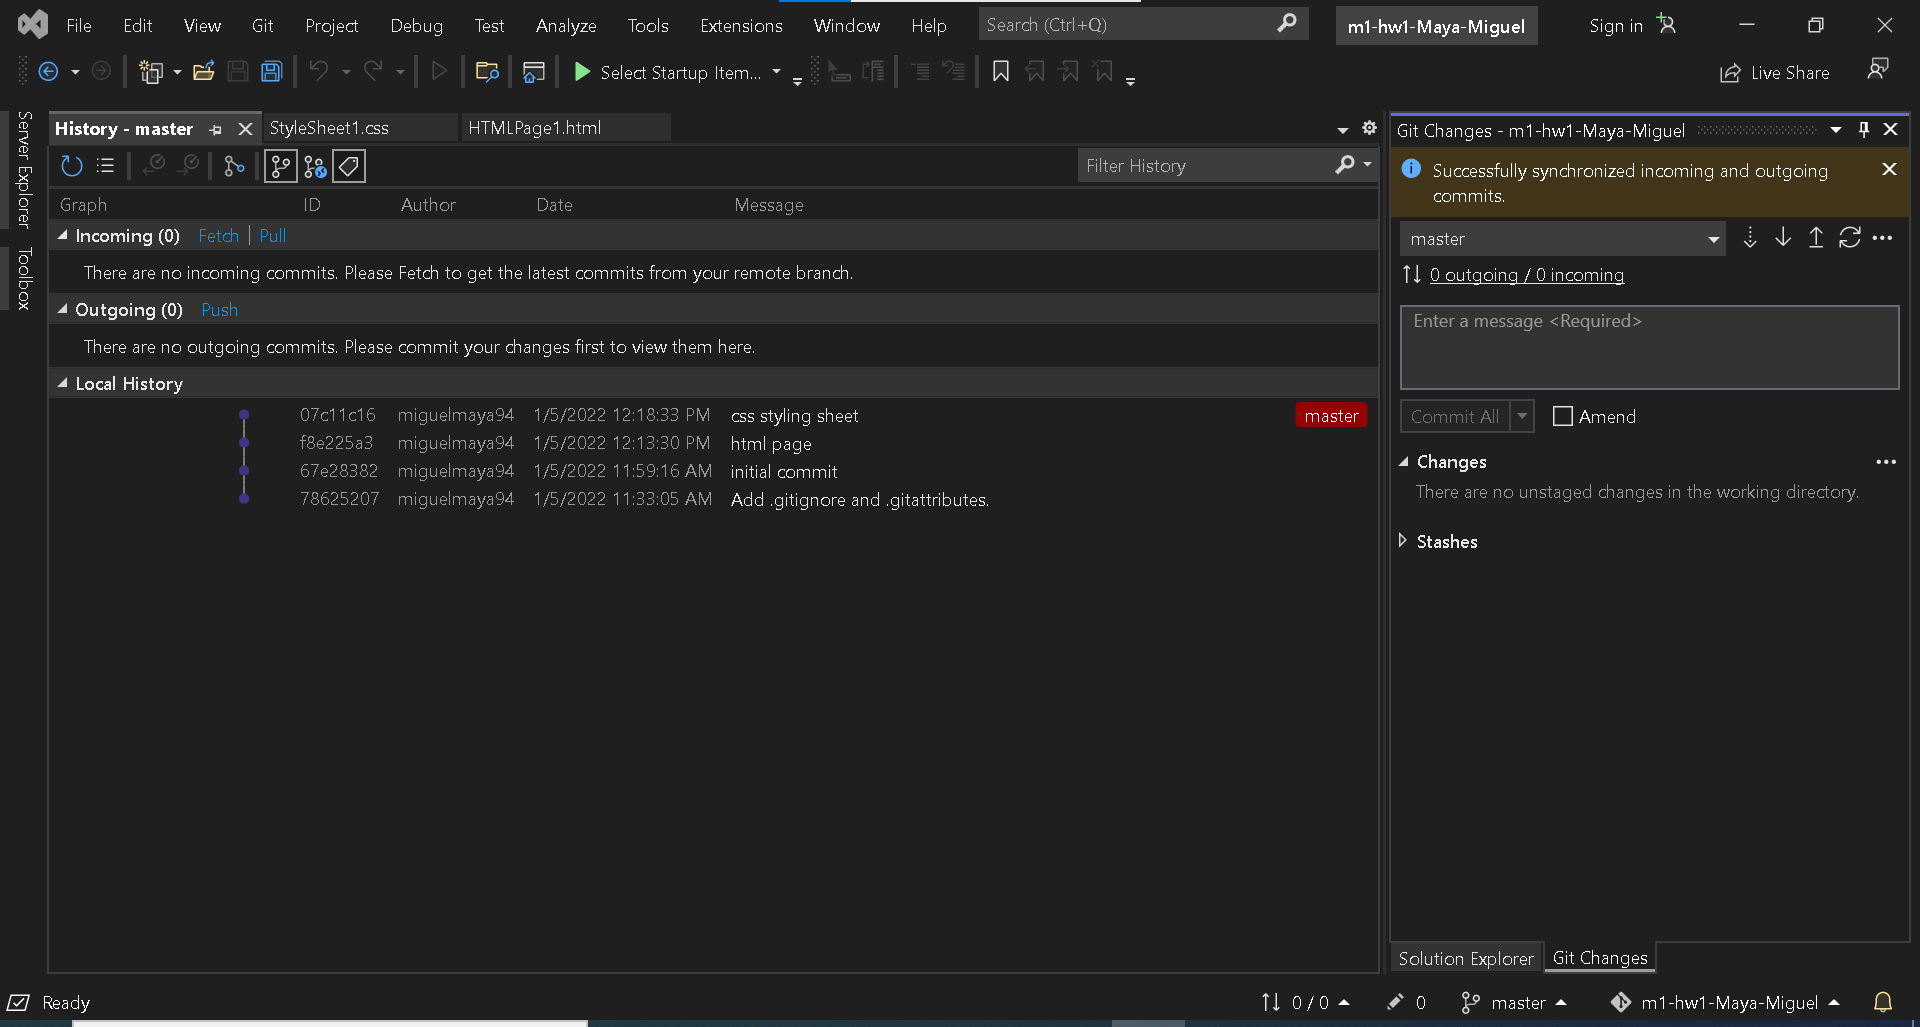 File Edit View Git Project Debug Test Analyze Tools Extensions Window Help Search (Ctrl+Q) m1-hw1-Maya-Miguel Sign in
Select Startup Item... Live Share
Server Explorer
Toolbox
History - master StyleSheet1.css HTMLPage1.html
Filter History
Graph ID Author Date Message
Incoming (0) Fetch | Pull
There are no incoming commits. Please Fetch to get the latest commits from your remote branch.
Outgoing (0) Push
There are no outgoing commits. Please commit your changes first to view them here.
Local History
07c11c16 miguelmaya94 1/5/2022 12:18:33 PM css styling sheet master
f8e225a3 miguelmaya94 1/5/2022 12:13:30 PM html page
67e28382 miguelmaya94 1/5/2022 11:59:16 AM initial commit
78625207 miguelmaya94 1/5/2022 11:33:05 AM Add .gitignore and .gitattributes.
Git Changes - m1-hw1-Maya-Miguel
Successfully synchronized incoming and outgoing
commits.
master
0 outgoing / 0 incoming
Enter a message <Required>
Commit All Amend
Changes
There are no unstaged changes in the working directory.
Stashes
Solution Explorer Git Changes
Ready 0 / 0 0 master m1-hw1-Maya-Miguel